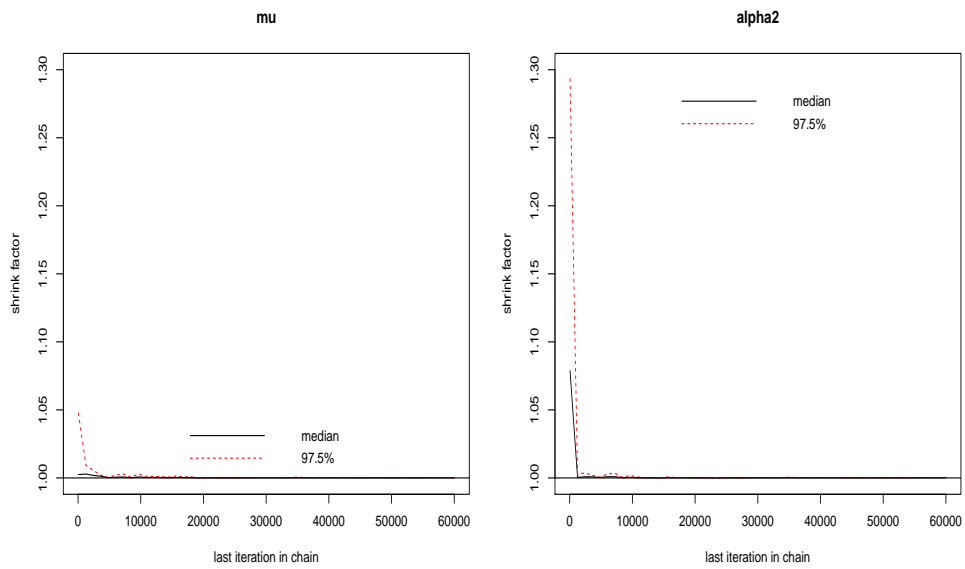 mu
shrink factor
1.30
1.25
1.20
1.15
1.10
1.05
1.00
median
97.5%
0 10000 20000 30000 40000 50000 60000
last iteration in chain
alpha2
shrink factor
1.30
1.25
1.20
1.15
1.10
1.05
1.00
median
97.5%
0 10000 20000 30000 40000 50000 60000
last iteration in chain